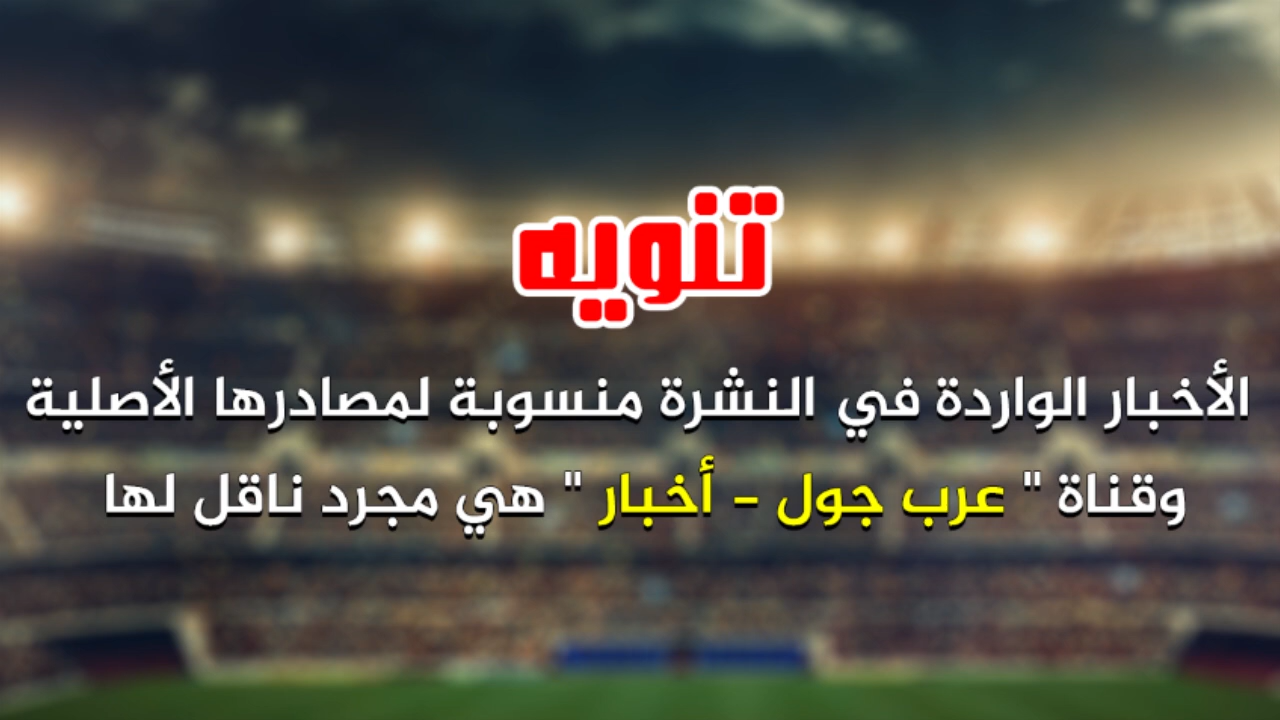 تنويه
الأخبار الواردة في النشرة منسوبة لمصادرها الأصلية
وقناة " عرب جول - أخبار " هي مجرد ناقل لها